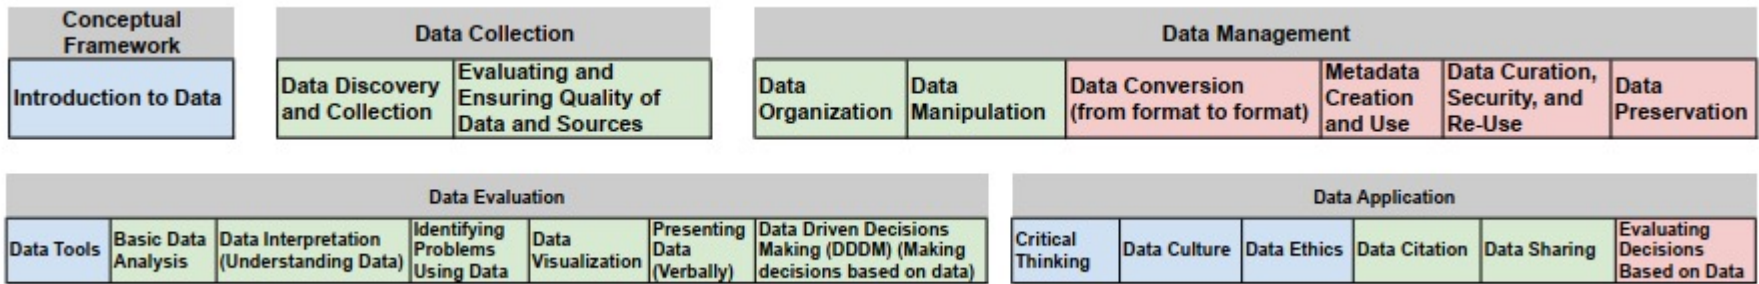 Conceptual
Framework
Introduction to Data
Data Collection
Data Discovery
and Collection
Evaluating and
Ensuring Quality of
Data and Sources
Data Management
Data
Organization
Data
Manipulation
Data Conversion
(from format to format)
Metadata
Creation
and Use
Data Curation,
Security, and
Re-Use
Data
Preservation
Data Evaluation
Data Tools
Basic Data
Analysis
Data Interpretation
(Understanding Data)
Identifying
Problems
Using Data
Data
Visualization
Presenting
Data
(Verbally)
Data Driven Decisions
Making (DDDM) (Making
decisions based on data)
Data Application
Critical
Thinking
Data Culture
Data Ethics
Data Citation
Data Sharing
Evaluating
Decisions
Based on Data